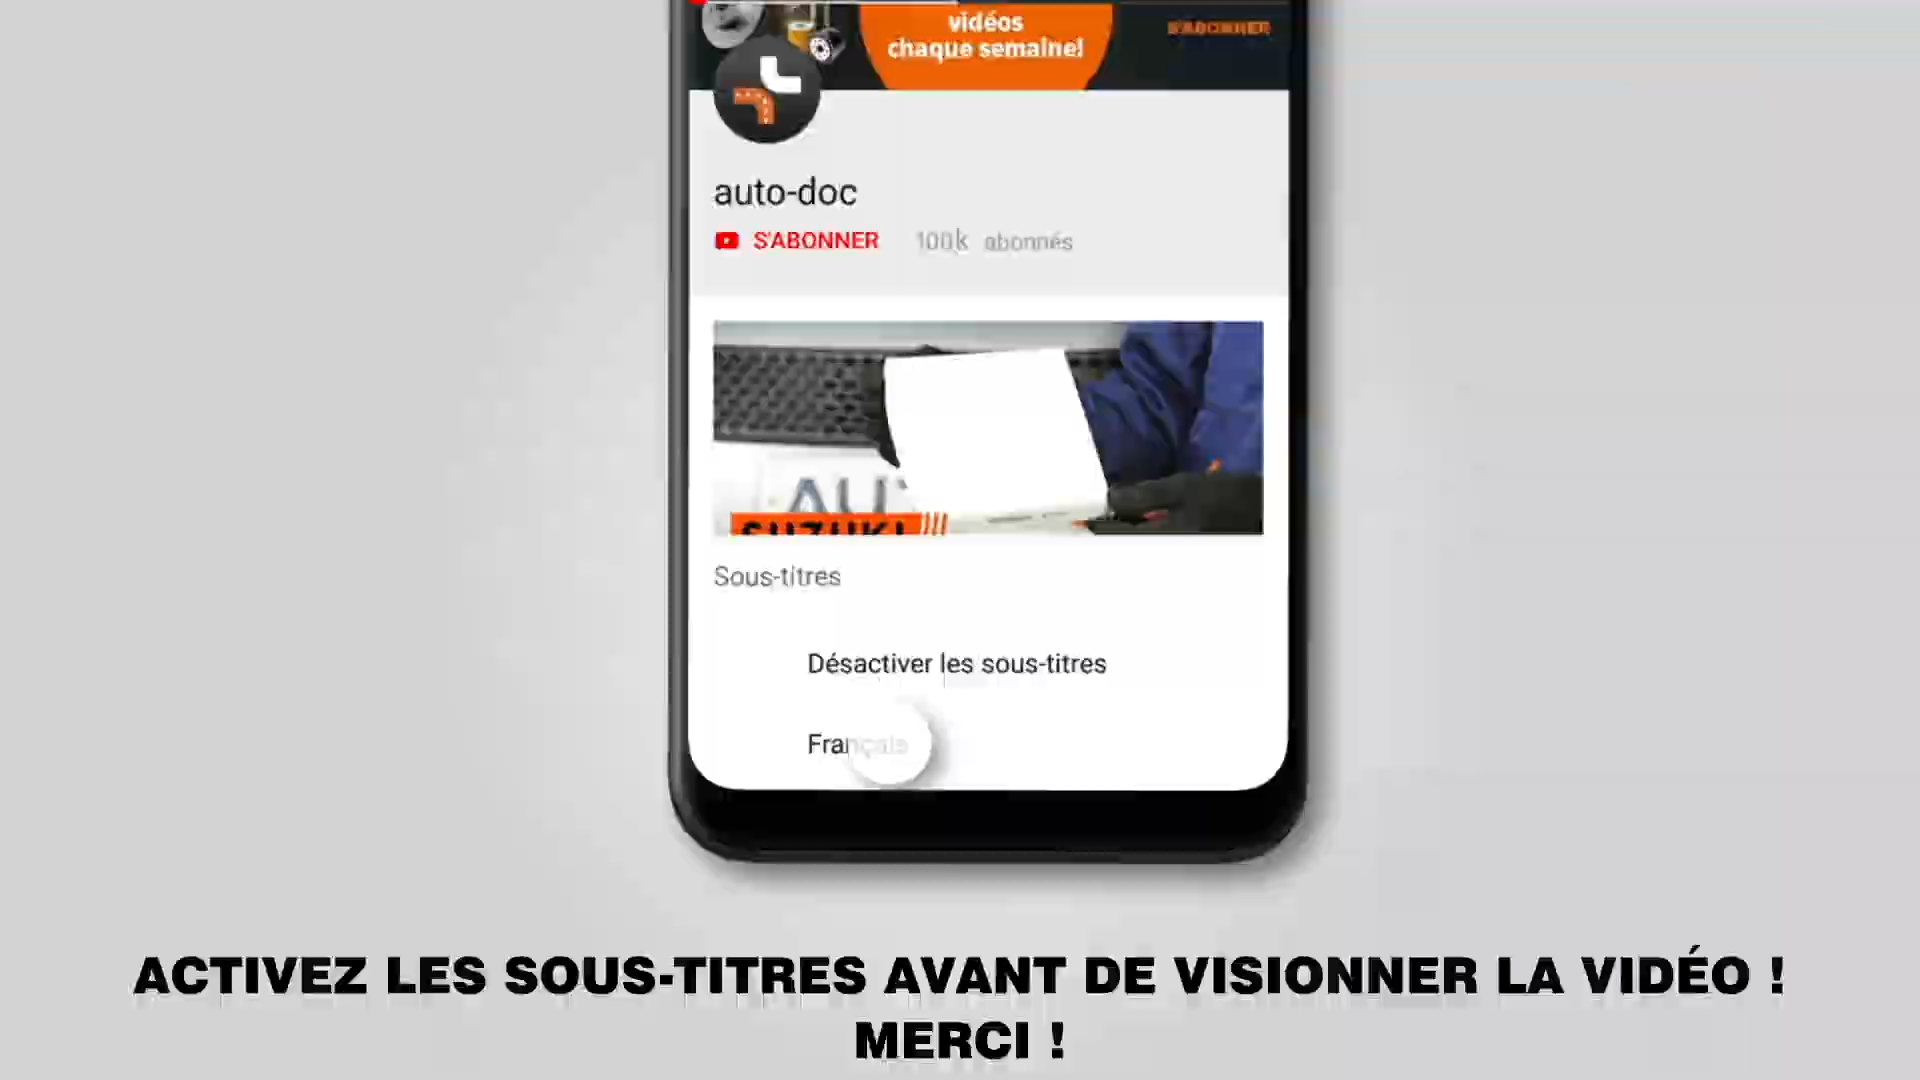 vidéos
chaque semaine!
S'ABONNER
auto-doc
S'ABONNER 100k abonnés
SUZUKI
Sous-titres
Désactiver les sous-titres
Français
ACTIVEZ LES SOUS-TITRES AVANT DE VISIONNER LA VIDÉO !
MERCI !